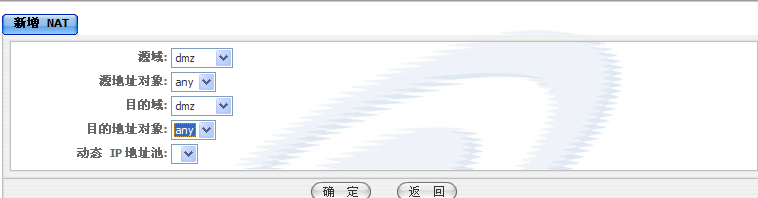 新增 NAT
源域: dmz
源地址对象: any
目的域: dmz
目的地址对象: any
动态 IP 地址池:
确 定 返 回